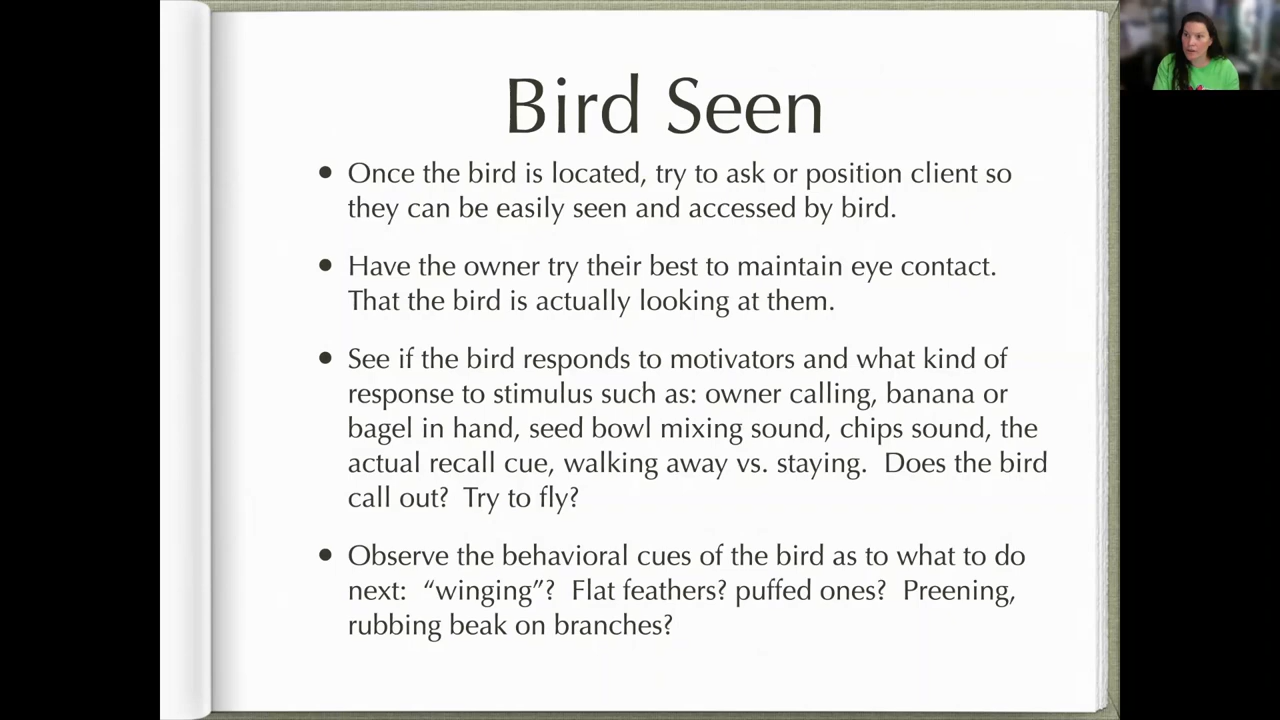 Bird Seen
• Once the bird is located, try to ask or position client so
they can be easily seen and accessed by bird.
• Have the owner try their best to maintain eye contact.
That the bird is actually looking at them.
• See if the bird responds to motivators and what kind of
response to stimulus such as: owner calling, banana or
bagel in hand, seed bowl mixing sound, chips sound, the
actual recall cue, walking away vs. staying.  Does the bird
call out?  Try to fly?
• Observe the behavioral cues of the bird as to what to do
next:  “winging”?  Flat feathers? puffed ones?  Preening,
rubbing beak on branches?